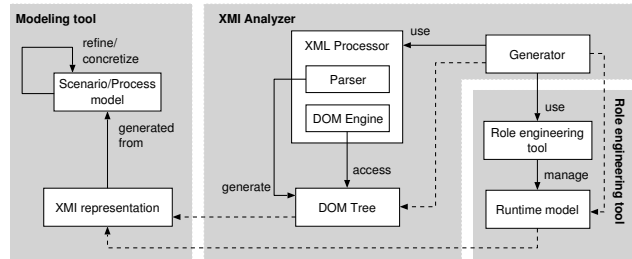 Modeling tool
XMI Analyzer
refine/
concretize
Scenario/Process
model
generated
from
XMI representation
XML Processor
Parser
DOM Engine
use
Generator
generate
access
DOM Tree
use
Role engineering
tool
manage
Runtime model
Role engineering tool